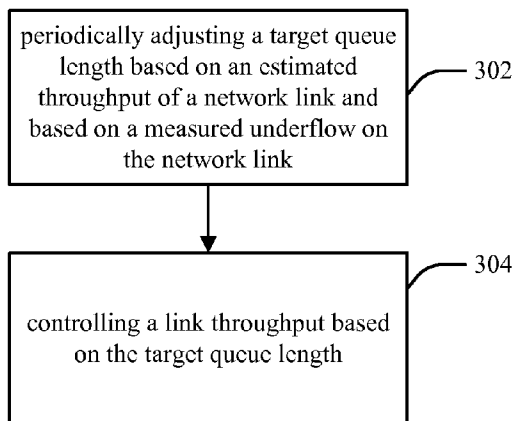 periodically adjusting a target queue
length based on an estimated
throughput of a network link and
based on a measured underflow on
the network link
302
304
controlling a link throughput based
on the target queue length